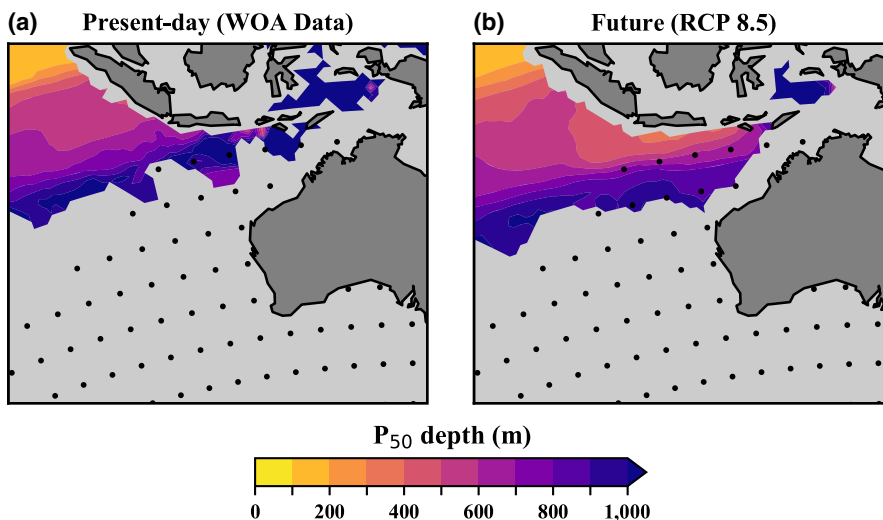 (a) Present-day (WOA Data)
(b) Future (RCP 8.5)
P₅₀ depth (m)
0 200 400 600 800 1,000